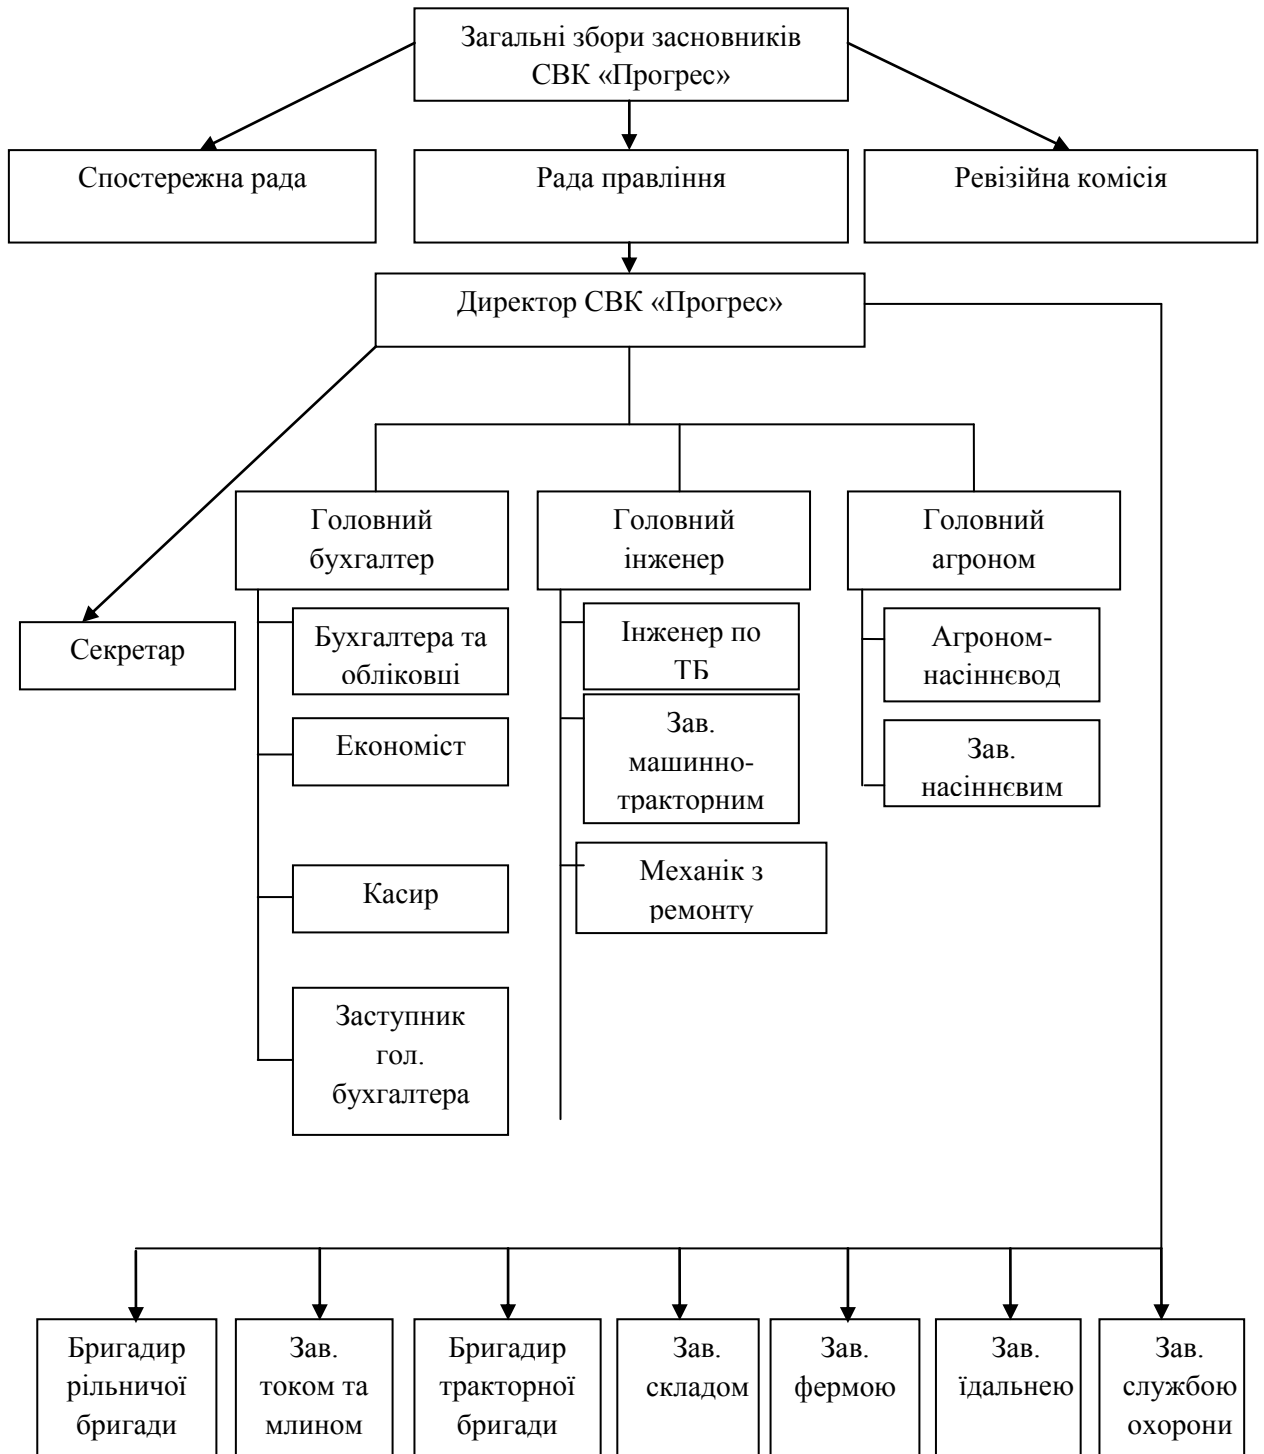 Загальні збори засновників
СВК «Прогрес»
Спостережна рада
Рада правління
Ревізійна комісія
Директор СВК «Прогрес»
Головний
бухгалтер
Головний
інженер
Головний
агроном
Секретар
Бухгалтера та
обліковці
Економіст
Касир
Заступник
гол.
бухгалтера
Інженер по
ТБ
Зав.
машинно-
тракторним
Механік з
ремонту
Агроном-
насіннєвод
Зав.
насіннєвим
Бригадир
рільничої
бригади
Зав.
током та
млином
Бригадир
тракторної
бригади
Зав.
складом
Зав.
фермою
Зав.
їдальнею
Зав.
службою
охорони